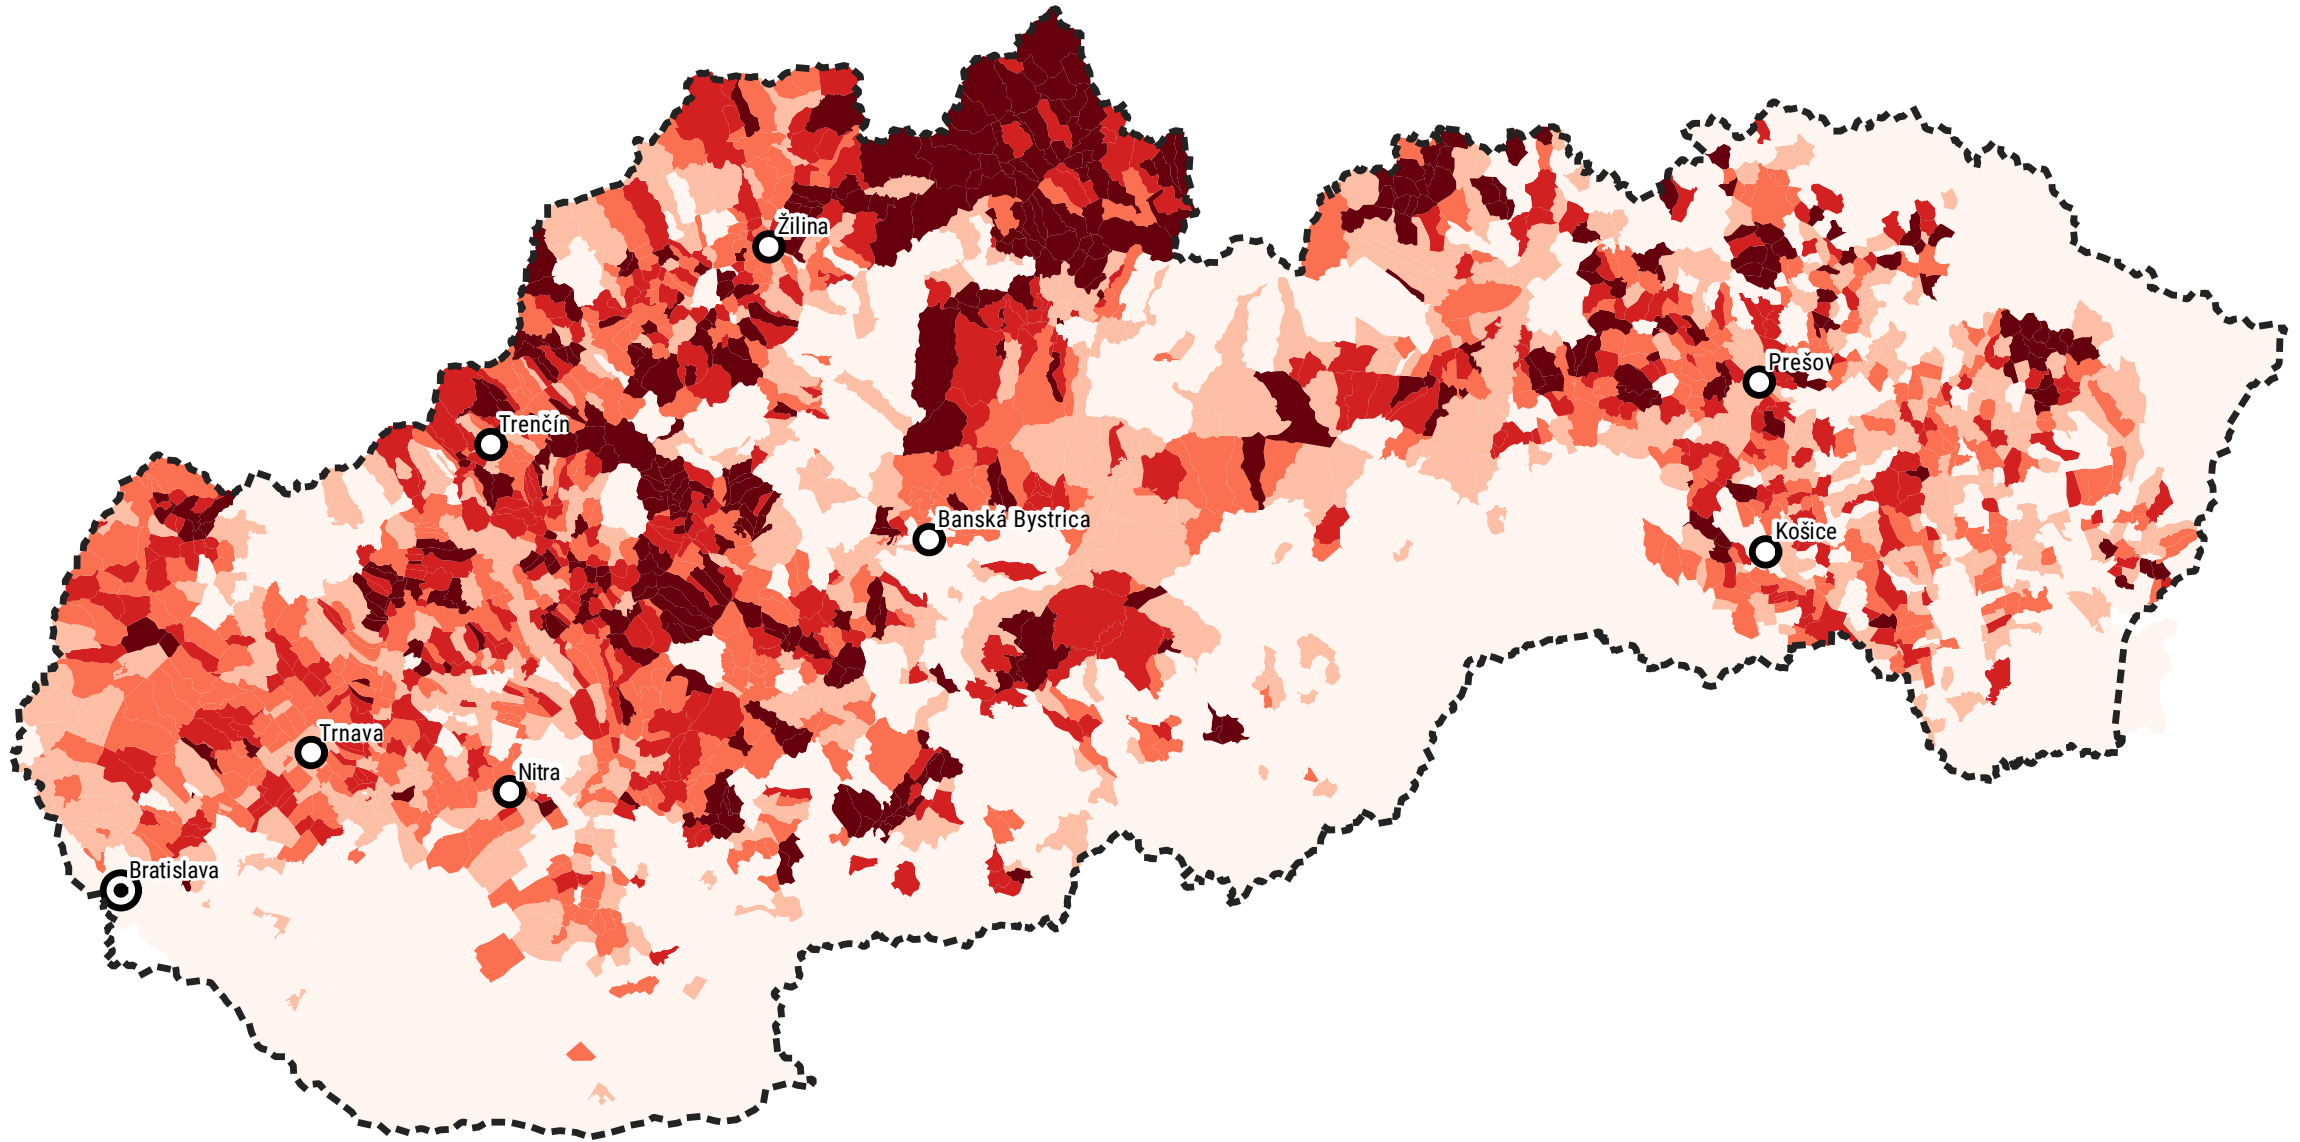 Žilina
Prešov
Trenčín
Banská Bystrica
Košice
Trnava
Nitra
Bratislava